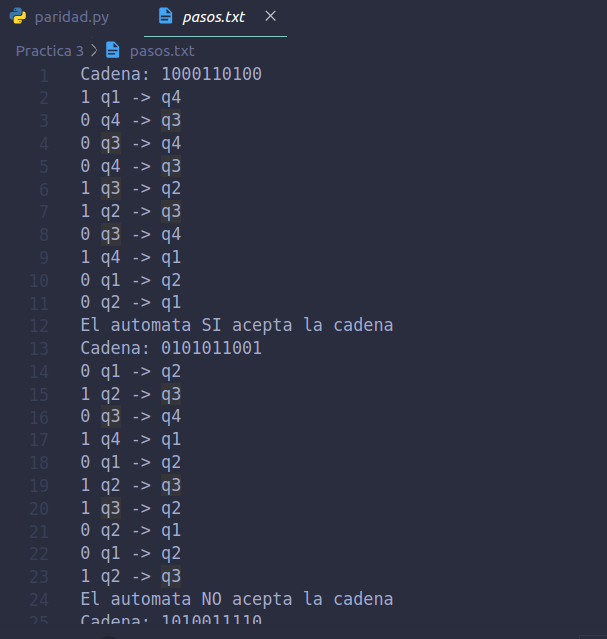 paridad.py pasos.txt
Practica 3 > pasos.txt
1 Cadena: 1000110100
2 1 q1 -> q4
3 0 q4 -> q3
4 0 q3 -> q4
5 0 q4 -> q3
6 1 q3 -> q2
7 1 q2 -> q3
8 0 q3 -> q4
9 1 q4 -> q1
10 0 q1 -> q2
11 0 q2 -> q1
12 El automata SI acepta la cadena
13 Cadena: 0101011001
14 0 q1 -> q2
15 1 q2 -> q3
16 0 q3 -> q4
17 1 q4 -> q1
18 0 q1 -> q2
19 1 q2 -> q3
20 1 q3 -> q2
21 0 q2 -> q1
22 0 q1 -> q2
23 1 q2 -> q3
24 El automata NO acepta la cadena
25 Cadena: 1010011110